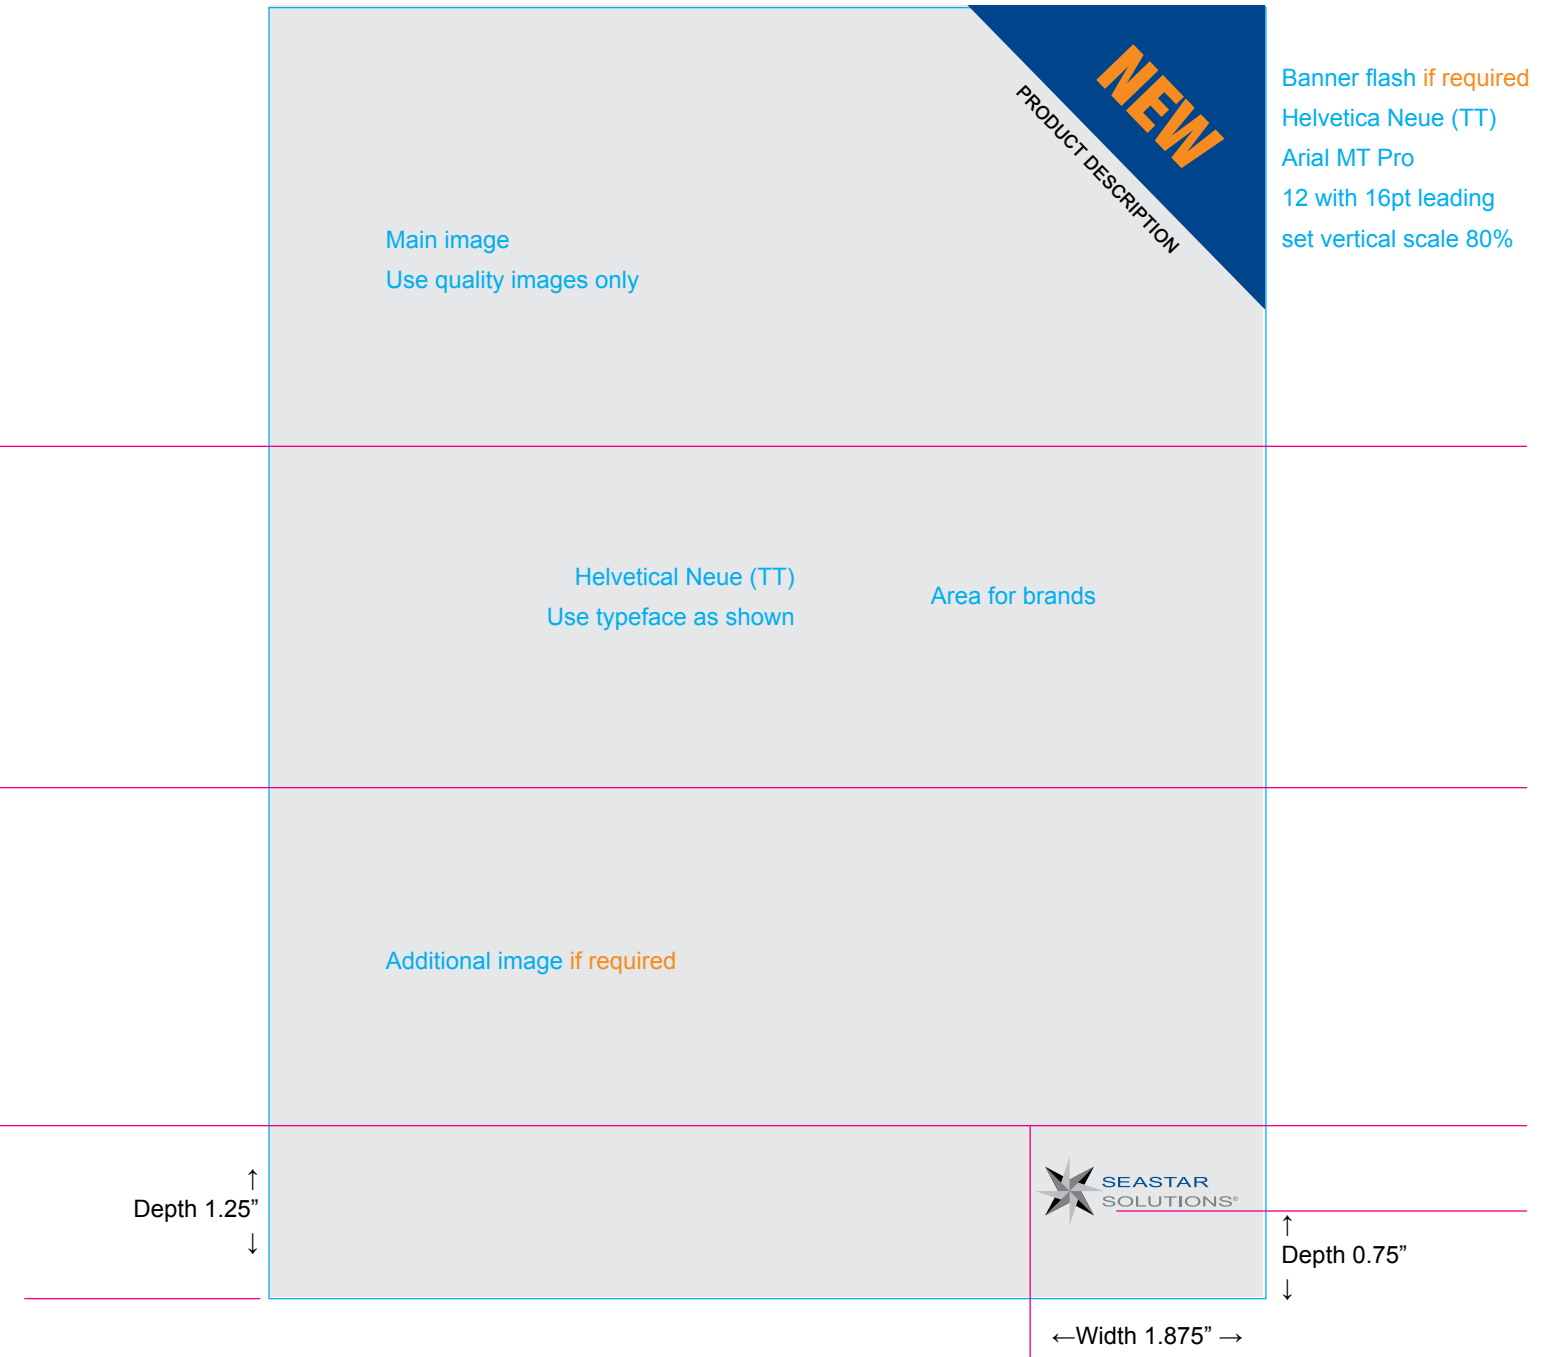 NEW
PRODUCT DESCRIPTION
Banner flash if required
Helvetica Neue (TT)
Arial MT Pro
12 with 16pt leading
set vertical scale 80%
Main image
Use quality images only
Helvetical Neue (TT)
Use typeface as shown
Area for brands
Additional image if required
↑
Depth 1.25”
↓
SEASTAR
SOLUTIONS®
↑
Depth 0.75”
↓
←Width 1.875” →